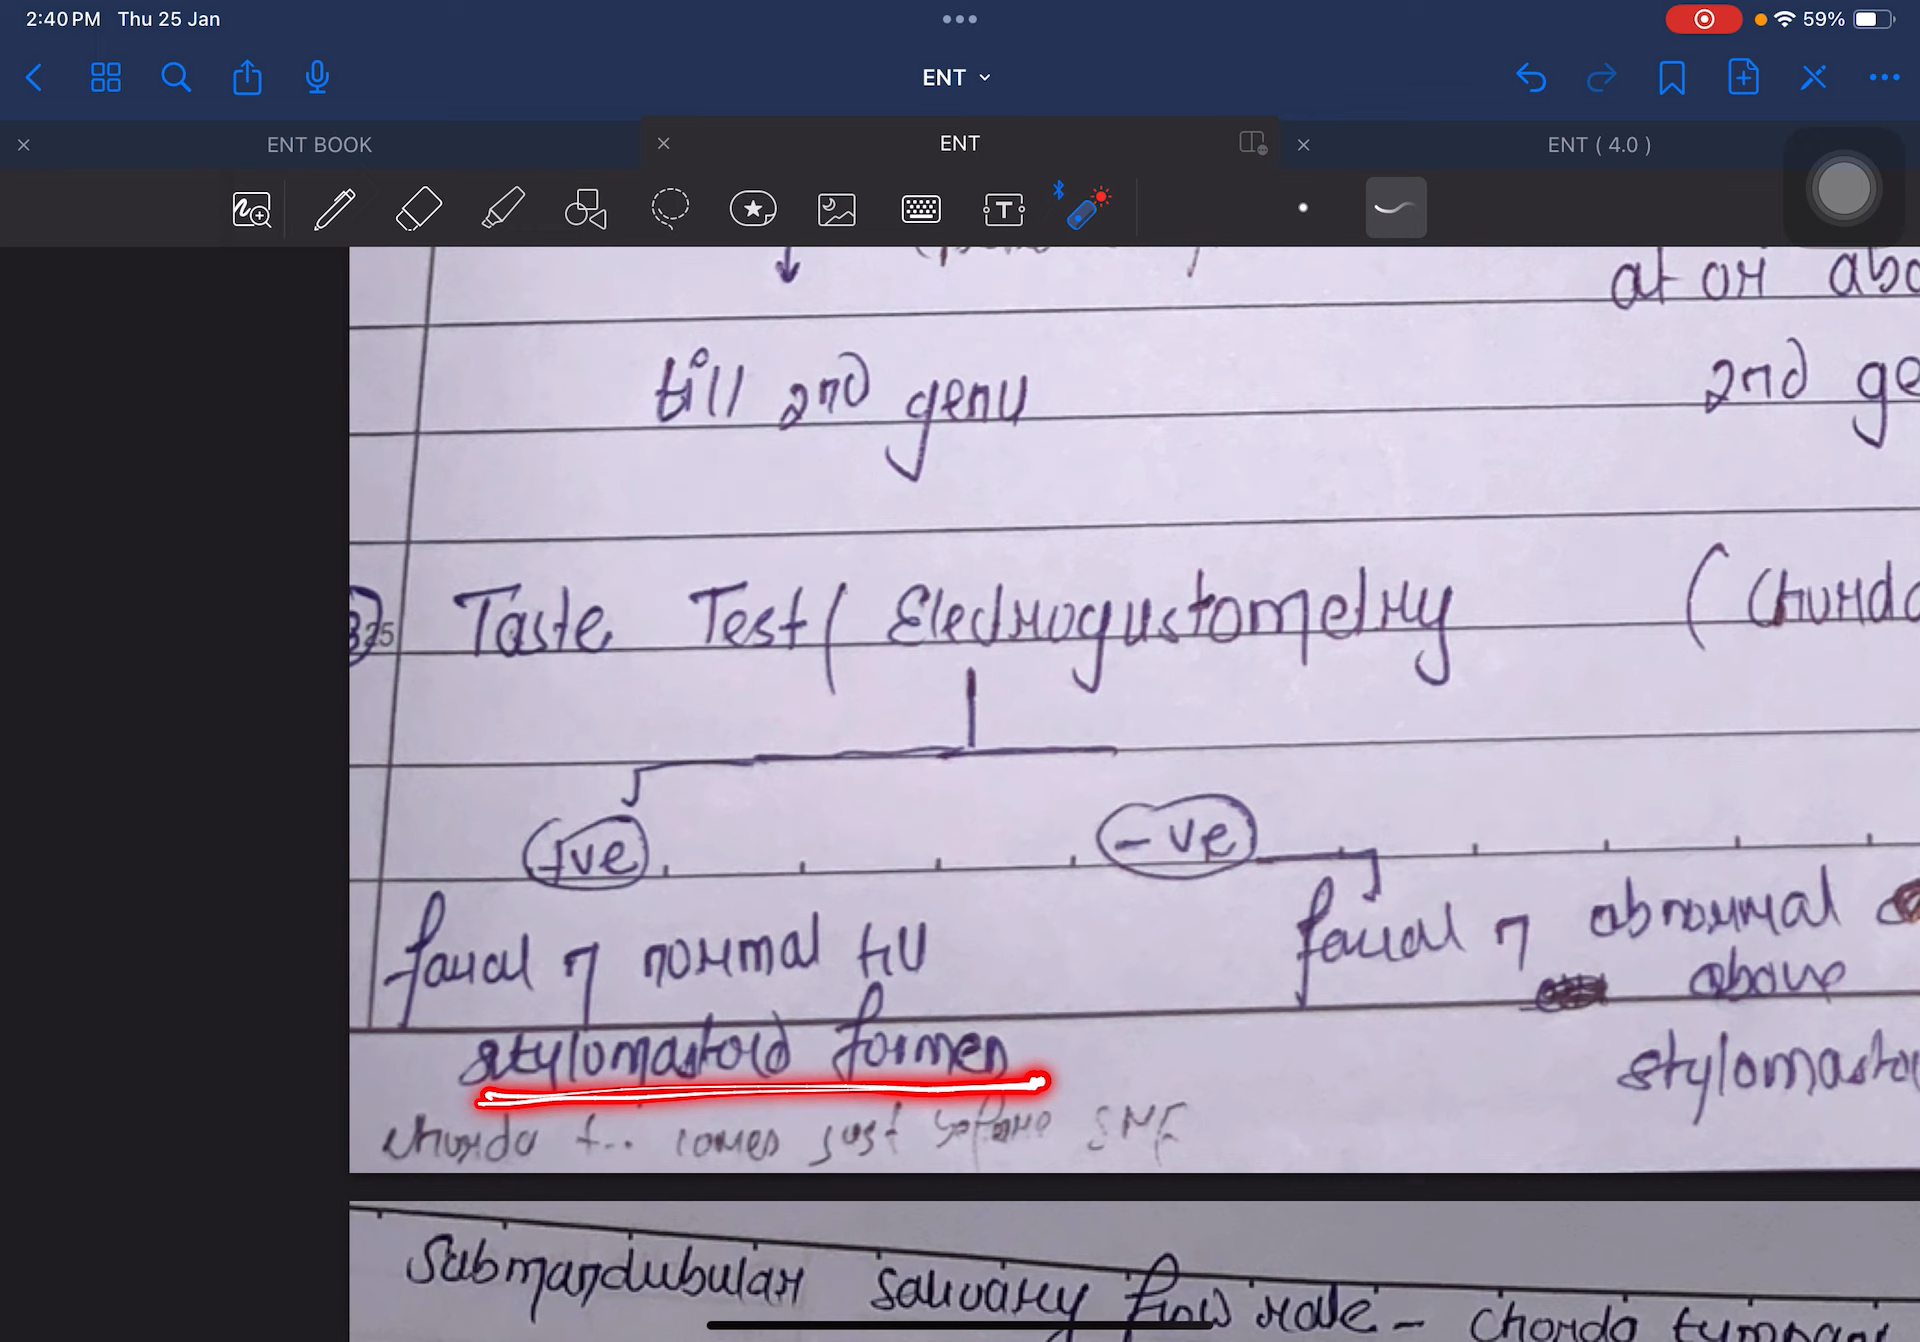 2:40 PM Thu 25 Jan
59%
ENT
ENT BOOK
ENT
ENT ( 4.0 )
T
at or abo
till 2nd genu
2nd ge
Taste Test/ Electrogustometry (Chorda
+ve
-ve
facial n normal till
facial n abnormal
above
stylomastoid formen
stylomasto
chorda t.. comes just before SMF
Submandubular salivary flow rate - chorda tympani